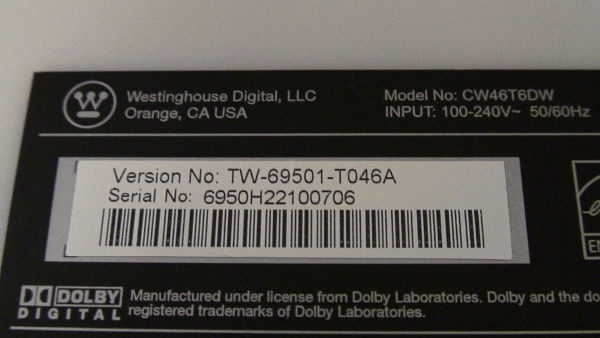 Westinghouse Digital, LLC
Orange, CA USA
Model No: CW46T6DW
INPUT: 100-240V~ 50/60Hz
Version No: TW-69501-T046A
Serial No: 6950H22100706
DOLBY
DIGITAL
Manufactured under license from Dolby Laboratories. Dolby and the do
registered trademarks of Dolby Laboratories.